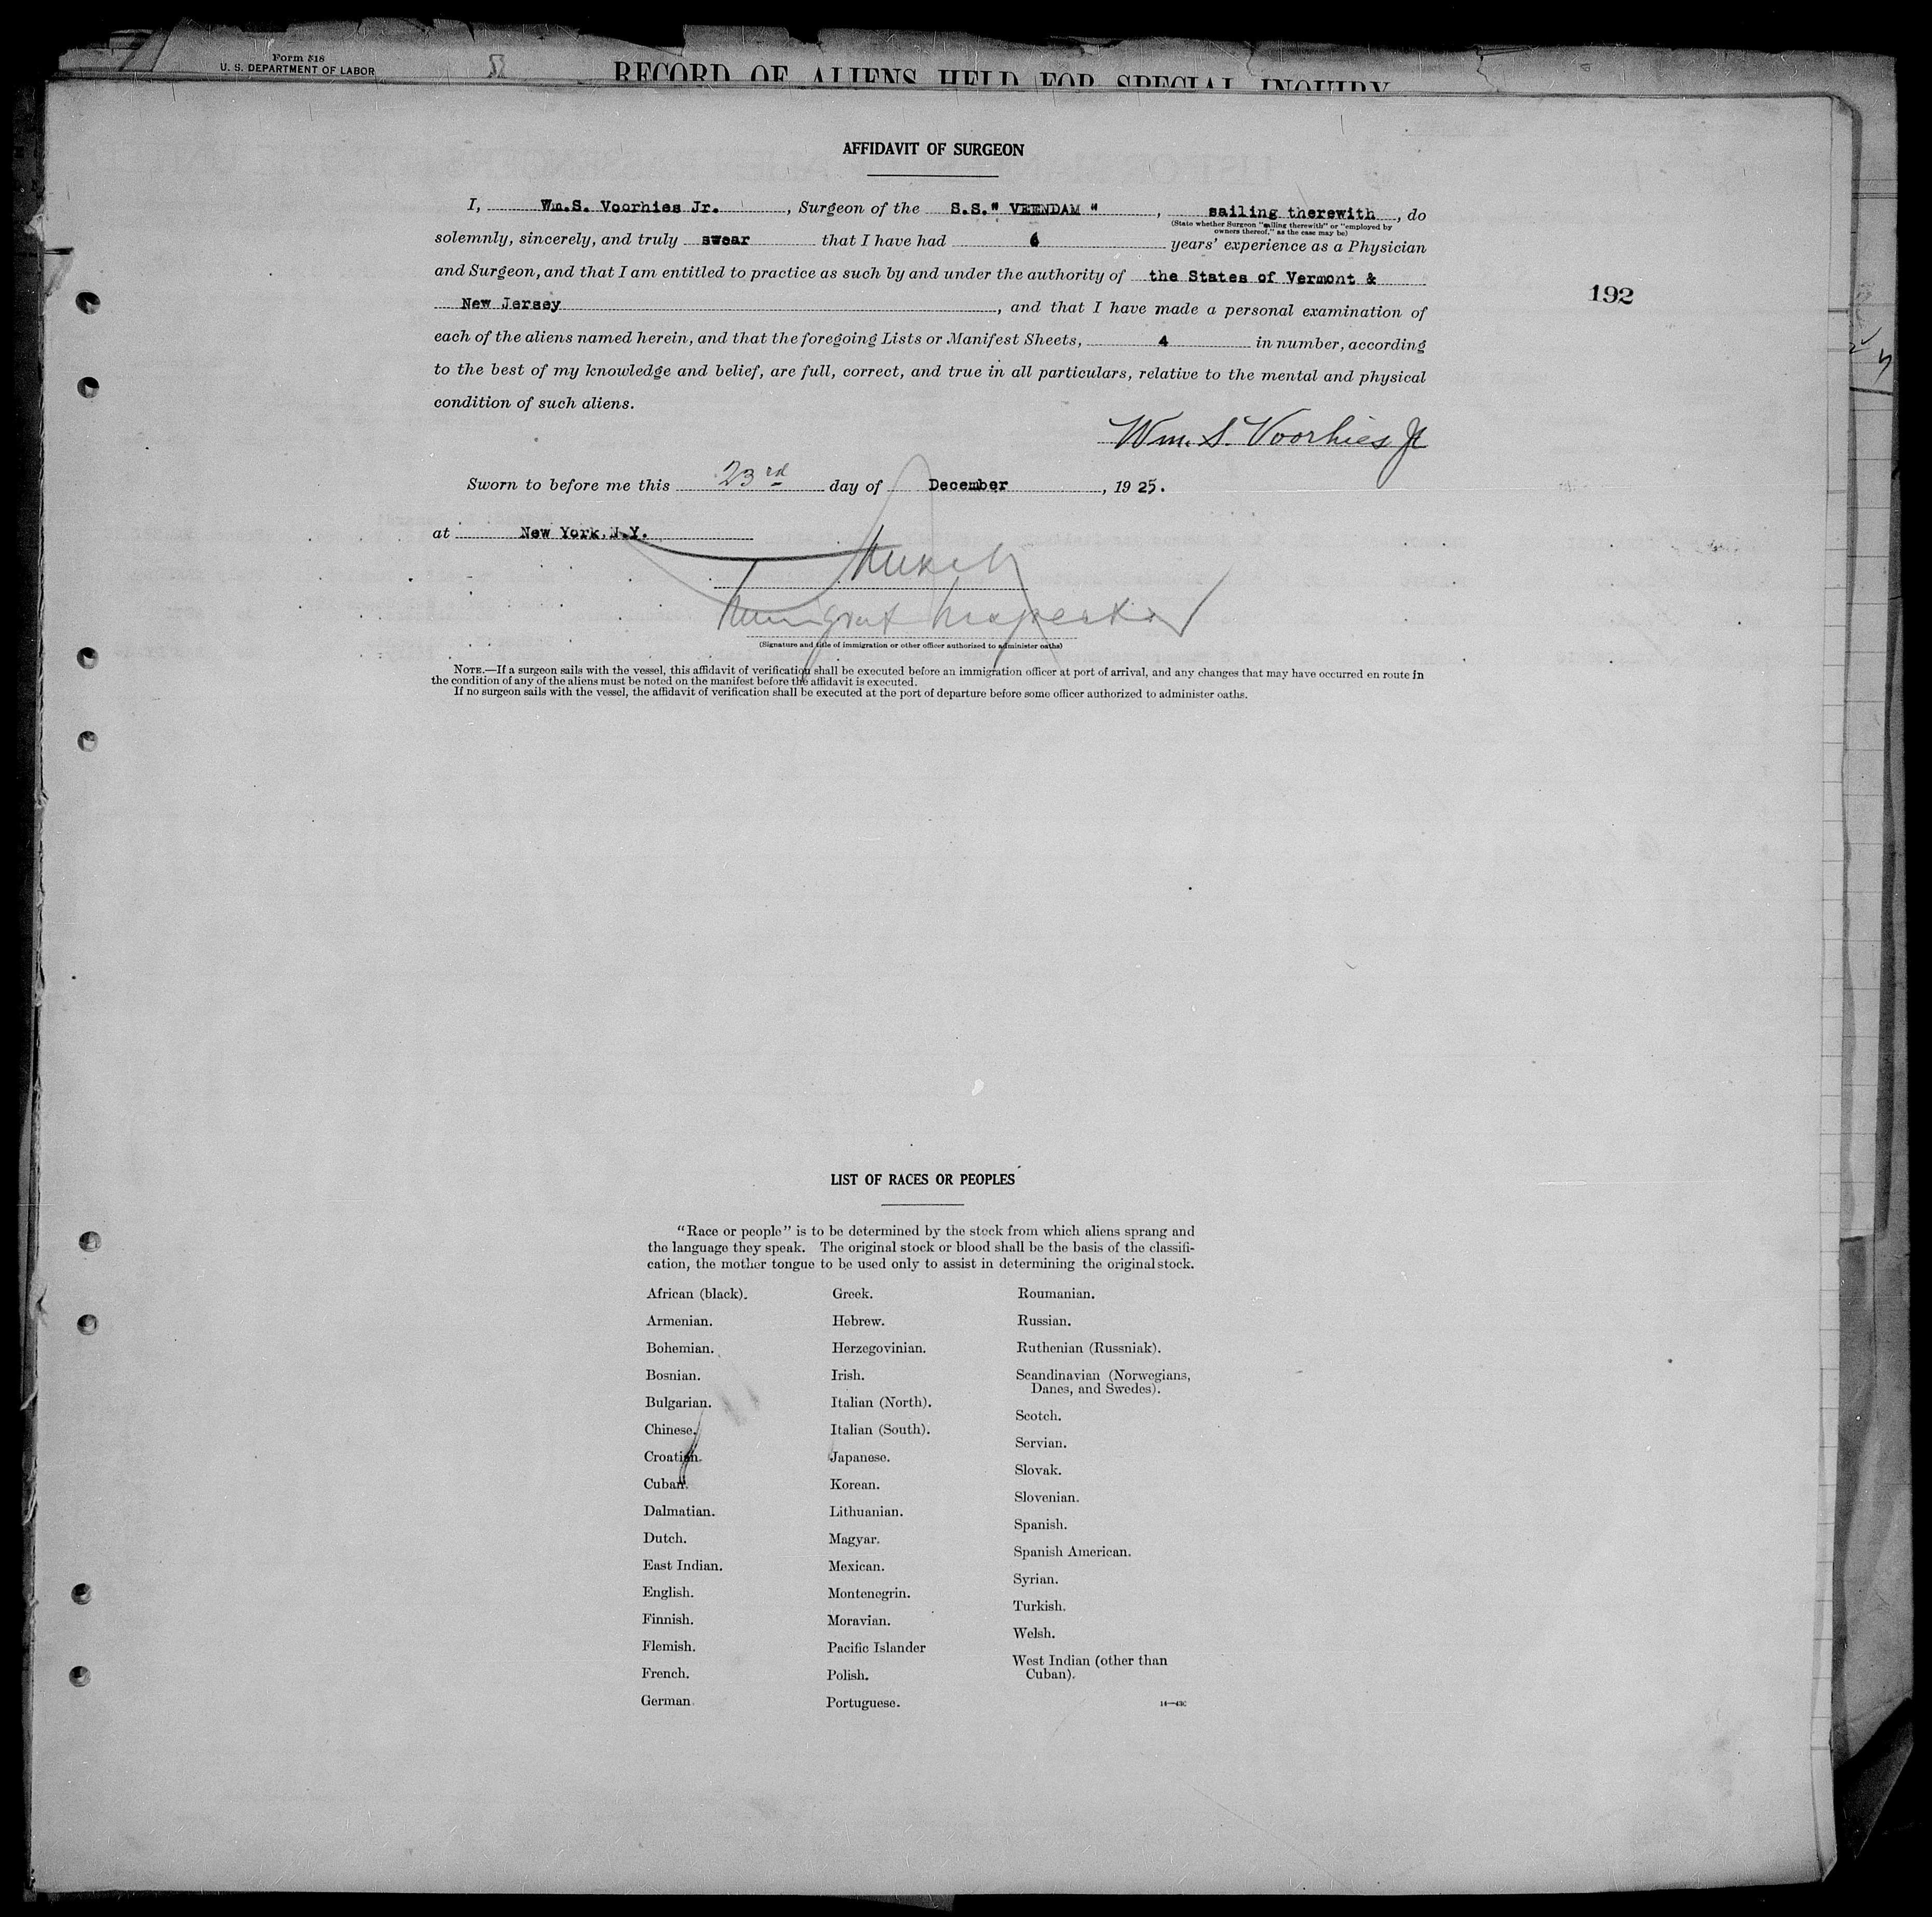 Form 518
U. S. DEPARTMENT OF LABOR
RECORD OF ALIENS HELD FOR SPECIAL INQUIRY
AFFIDAVIT OF SURGEON
I, Wm.S. Voorhies Jr., Surgeon of the S.S." VEENDAM ", sailing therewith, do
(State whether Surgeon "sailing therewith" or "employed by
owners thereof," as the case may be)
solemnly, sincerely, and truly swear that I have had 6 years' experience as a Physician
and Surgeon, and that I am entitled to practice as such by and under the authority of the States of Vermont &
New Jersey, and that I have made a personal examination of
192
each of the aliens named herein, and that the foregoing Lists or Manifest Sheets, 4 in number, according
to the best of my knowledge and belief, are full, correct, and true in all particulars, relative to the mental and physical
condition of such aliens.
Wm. S. Voorhies Jr
Sworn to before me this 23rd day of December, 1925.
at New York, N.Y.
Immigrant Inspector
(Signature and title of immigration or other officer authorized to administer oaths)
NOTE.—If a surgeon sails with the vessel, this affidavit of verification shall be executed before an immigration officer at port of arrival, and any changes that may have occurred en route in
the condition of any of the aliens must be noted on the manifest before the affidavit is executed.
If no surgeon sails with the vessel, the affidavit of verification shall be executed at the port of departure before some officer authorized to administer oaths.
LIST OF RACES OR PEOPLES
"Race or people" is to be determined by the stock from which aliens sprang and
the language they speak. The original stock or blood shall be the basis of the classifi-
cation, the mother tongue to be used only to assist in determining the original stock.
African (black).
Armenian.
Bohemian.
Bosnian.
Bulgarian.
Chinese.
Croatian.
Cuban.
Dalmatian.
Dutch.
East Indian.
English.
Finnish.
Flemish.
French.
German.
Greek.
Hebrew.
Herzegovinian.
Irish.
Italian (North).
Italian (South).
Japanese.
Korean.
Lithuanian.
Magyar.
Mexican.
Montenegrin.
Moravian.
Pacific Islander
Polish.
Portuguese.
Roumanian.
Russian.
Ruthenian (Russniak).
Scandinavian (Norwegians,
Danes, and Swedes).
Scotch.
Servian.
Slovak.
Slovenian.
Spanish.
Spanish American.
Syrian.
Turkish.
Welsh.
West Indian (other than
Cuban).